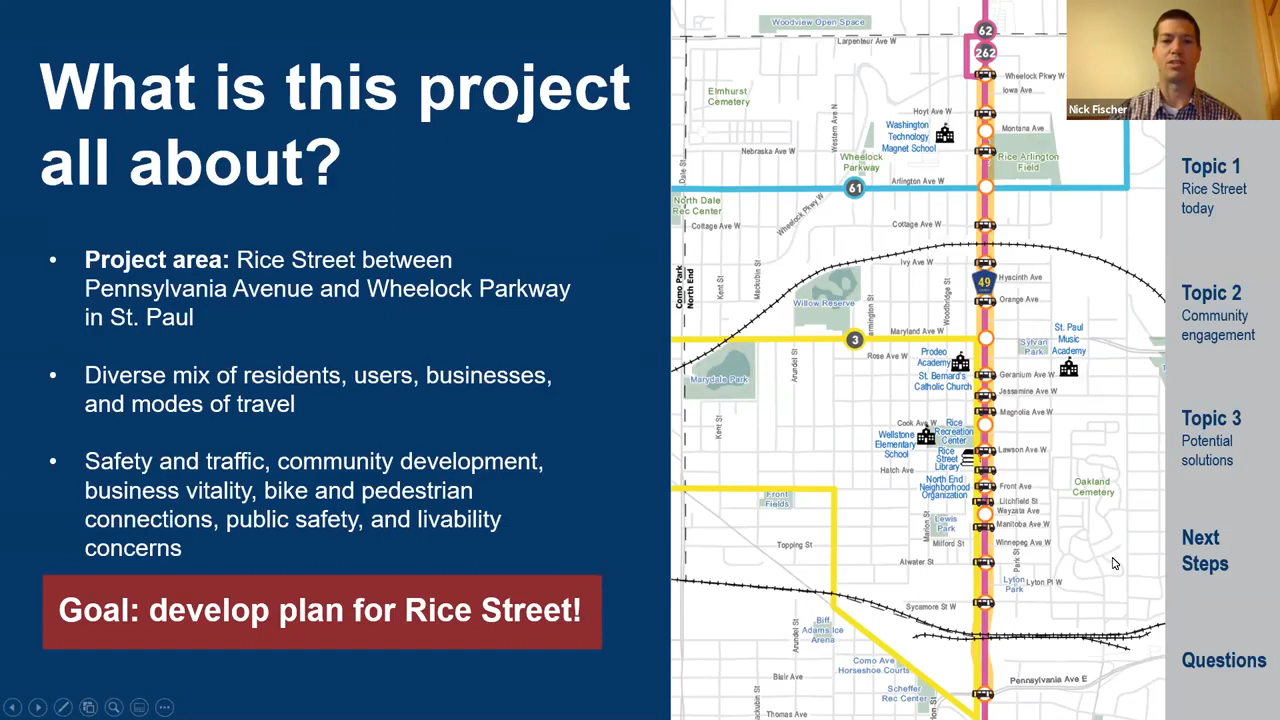 What is this project
all about?
• Project area: Rice Street between
Pennsylvania Avenue and Wheelock Parkway
in St. Paul
• Diverse mix of residents, users, businesses,
and modes of travel
• Safety and traffic, community development,
business vitality, bike and pedestrian
connections, public safety, and livability
concerns
Goal: develop plan for Rice Street!
Woodview Open Space
62
Larpenteur Ave W
262
Wheelock Pkwy W
Iowa Ave
Elmhurst
Cemetery
Western Ave N
Hoyt Ave W
Washington
Technology
Magnet School
Montana Ave
Nebraska Ave W
Wheelock
Parkway
Rice Arlington
Field
Dale St
Arlington Ave W
61
North Dale
Rec Center
Wheelock Pkwy W
Cottage Ave W
Cottage Ave W
Ivy Ave W
Como Park
North End
Kent St
Mackubin St
Hyacinth Ave
49
Willow Reserve
Woodbridge St
Orange Ave
Maryland Ave W
3
Sylvan
Park
St. Paul
Music
Academy
Rose Ave W
Prodeo
Academy
St. Bernard's
Catholic Church
Arundel St
Marydale Park
Geranium Ave W
Jessamine Ave W
Magnolia Ave W
Kent St
Cook Ave W
Rice
Recreation
Center
Wellstone
Elementary
School
Rice
Street
Library
Lawson Ave W
Hatch Ave
North End
Neighborhood
Organization
Front Ave
Oakland
Cemetery
Front
Fields
Litchfield St
Wayzata Ave
Marion St
Lewis
Park
Manitoba Ave W
Topping St
Milford St
Winnepeg Ave W
Atwater St
Park St
Lyton
Park
Lyton Pl W
Sycamore St W
Biff
Adams Ice
Arena
Arundel St
Como Ave
Horseshoe Courts
Blair Ave
Pennsylvania Ave E
Scheffer
Rec Center
Mackubin St
Thomas Ave
Nick Fischer
Topic 1
Rice Street
today
Topic 2
Community
engagement
Topic 3
Potential
solutions
Next
Steps
Questions